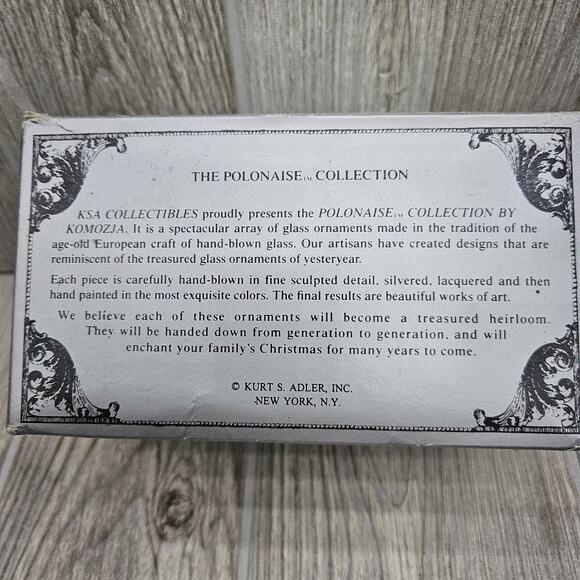 THE POLONAISE™ COLLECTION
KSA COLLECTIBLES proudly presents the POLONAISE™ COLLECTION BY
KOMOZJA. It is a spectacular array of glass ornaments made in the tradition of the
age-old European craft of hand-blown glass. Our artisans have created designs that are
reminiscent of the treasured glass ornaments of yesteryear.
Each piece is carefully hand-blown in fine sculpted detail, silvered, lacquered and then
hand painted in the most exquisite colors. The final results are beautiful works of art.
We believe each of these ornaments will become a treasured heirloom.
They will be handed down from generation to generation, and will
enchant your family's Christmas for many years to come.
© KURT S. ADLER, INC.
NEW YORK, N.Y.